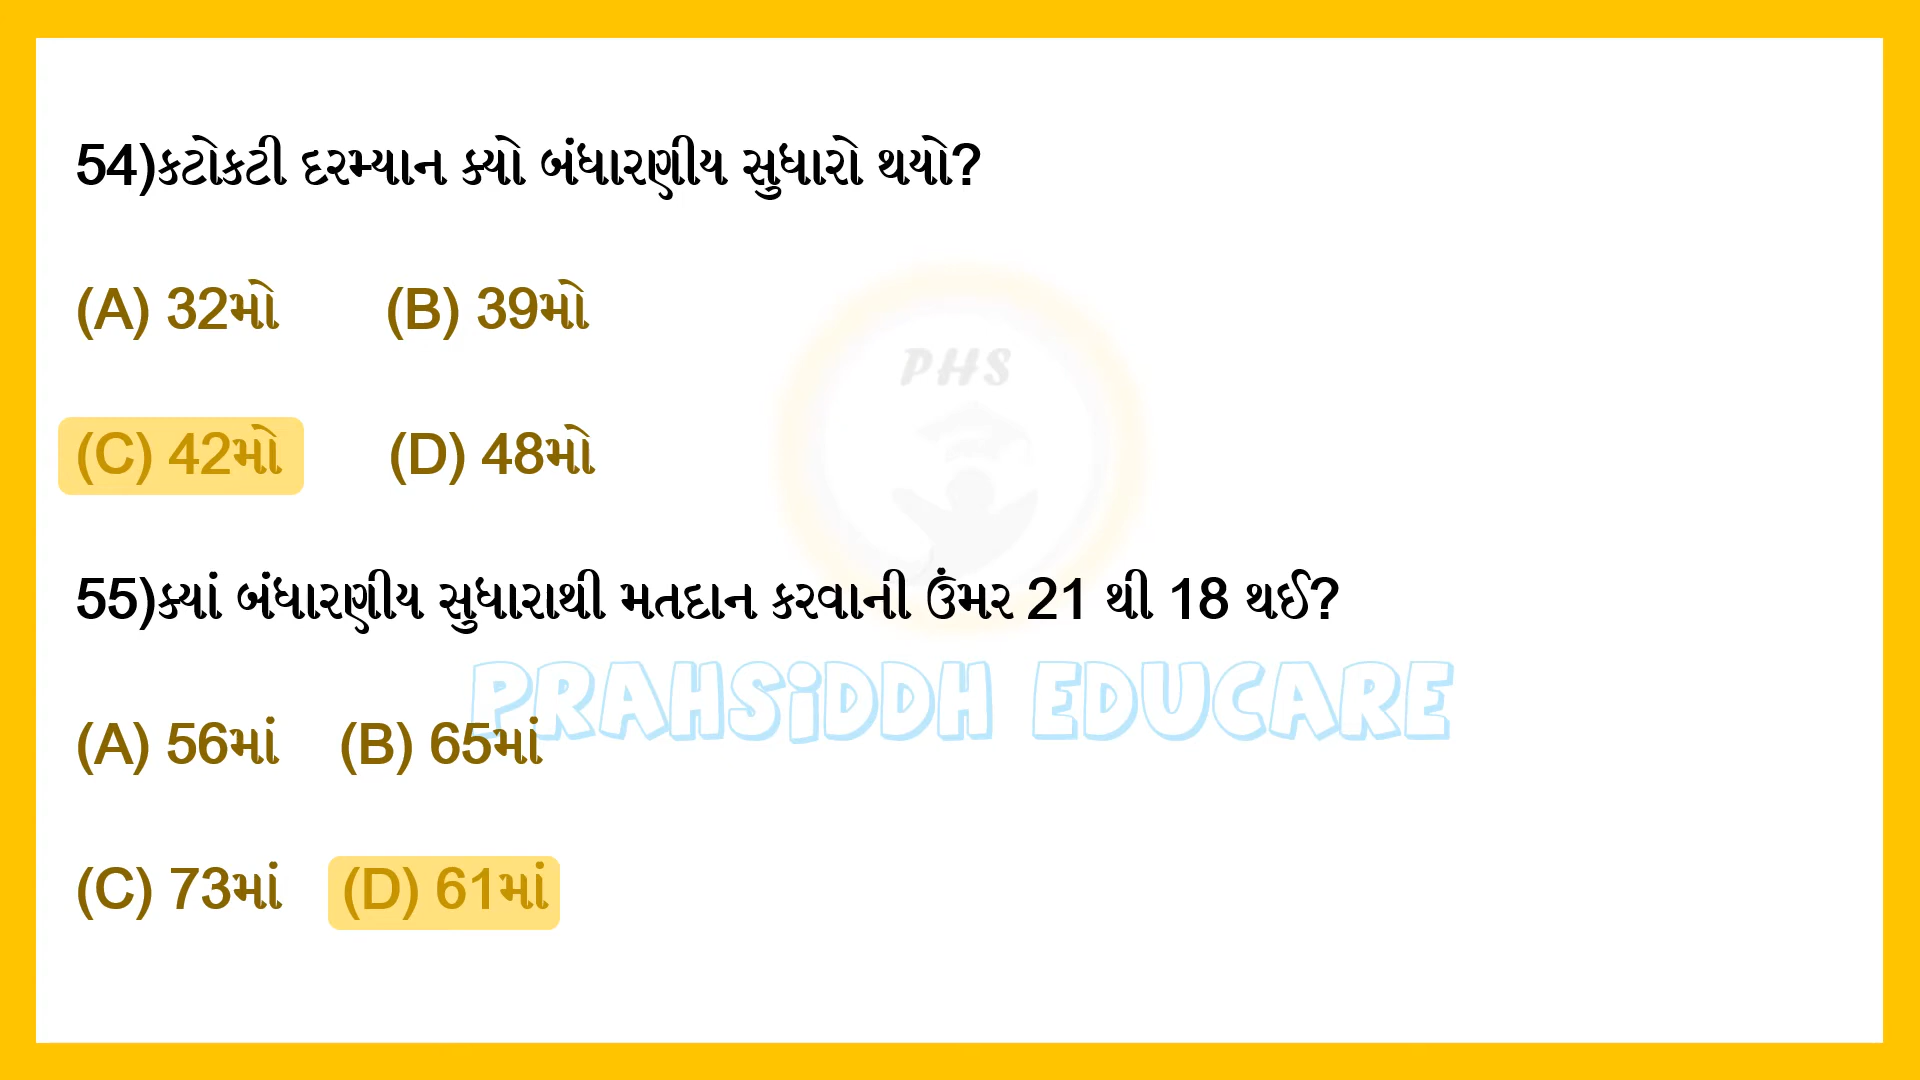 54)કટોકટી દરમ્યાન ક્યો બંધારણીય સુધારો થયો?
(A) 32મો (B) 39મો
PHS
(C) 42મો (D) 48મો
55)ક્યાં બંધારણીય સુધારાથી મતદાન કરવાની ઉંમર 21 થી 18 થઈ?
PRAHSiDDH EDUCARE
(A) 56માં (B) 65માં
(C) 73માં (D) 61માં